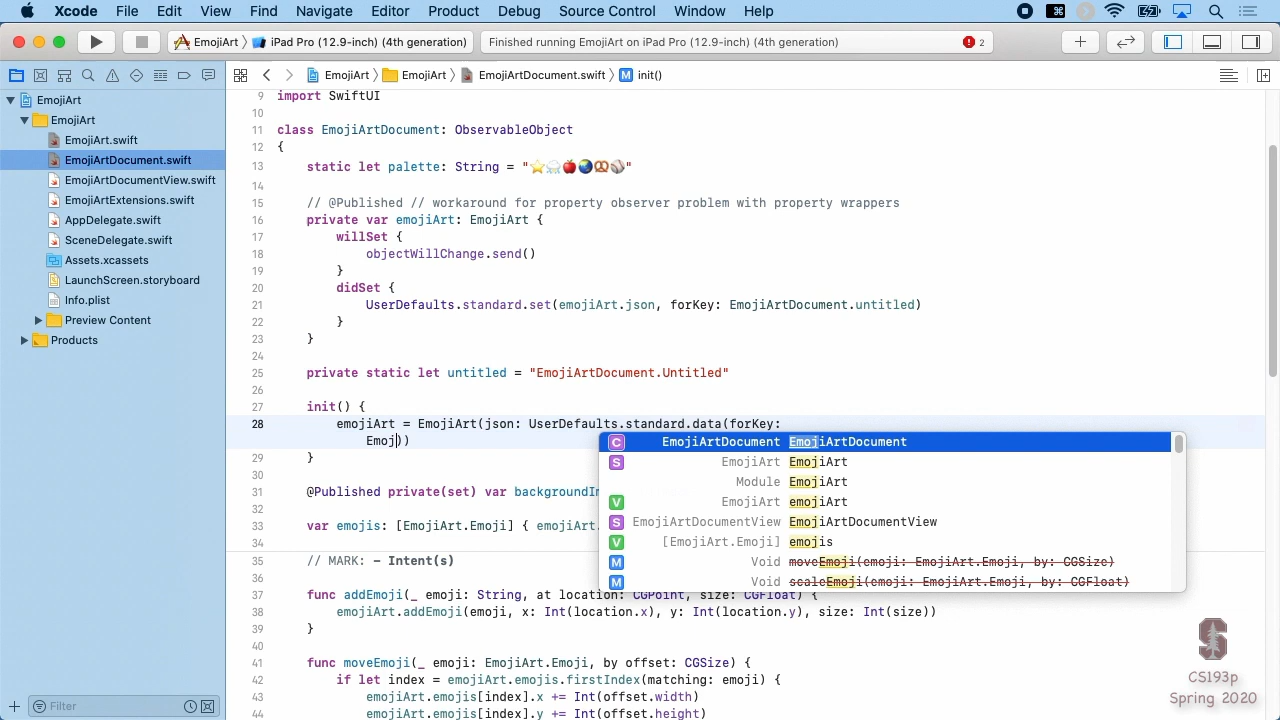 Xcode File Edit View Find Navigate Editor Product Debug Source Control Window Help
EmojiArt iPad Pro (12.9-inch) (4th generation) Finished running EmojiArt on iPad Pro (12.9-inch) (4th generation) 2
EmojiArt EmojiArt EmojiArtDocument.swift M init()
EmojiArt
EmojiArt
EmojiArt.swift
EmojiArtDocument.swift
EmojiArtDocumentView.swift
EmojiArtExtensions.swift
AppDelegate.swift
SceneDelegate.swift
Assets.xcassets
LaunchScreen.storyboard
Info.plist
Preview Content
Products
Filter
9 import SwiftUI
10
11 class EmojiArtDocument: ObservableObject
12 {
13 static let palette: String = "⭐️🌧🍎🌏🥨⚾️"
14
15 // @Published // workaround for property observer problem with property wrappers
16 private var emojiArt: EmojiArt {
17 willSet {
18 objectWillChange.send()
19 }
20 didSet {
21 UserDefaults.standard.set(emojiArt.json, forKey: EmojiArtDocument.untitled)
22 }
23 }
24
25 private static let untitled = "EmojiArtDocument.Untitled"
26
27 init() {
28 emojiArt = EmojiArt(json: UserDefaults.standard.data(forKey:
Emoj))
29 }
30
31 @Published private(set) var backgroundIm
32
33 var emojis: [EmojiArt.Emoji] { emojiArt.
34
35 // MARK: - Intent(s)
36
37 func addEmoji(_ emoji: String, at location: CGPoint, size: CGFloat) {
38 emojiArt.addEmoji(emoji, x: Int(location.x), y: Int(location.y), size: Int(size))
39 }
40
41 func moveEmoji(_ emoji: EmojiArt.Emoji, by offset: CGSize) {
42 if let index = emojiArt.emojis.firstIndex(matching: emoji) {
43 emojiArt.emojis[index].x += Int(offset.width)
44 emojiArt.emojis[index].y += Int(offset.height)
C EmojiArtDocument EmojiArtDocument
S EmojiArt EmojiArt
Module EmojiArt
V EmojiArt emojiArt
S EmojiArtDocumentView EmojiArtDocumentView
V [EmojiArt.Emoji] emojis
M Void moveEmoji(emoji: EmojiArt.Emoji, by: CGSize)
M Void scaleEmoji(emoji: EmojiArt.Emoji, by: CGFloat)
S
CS193p
Spring 2020